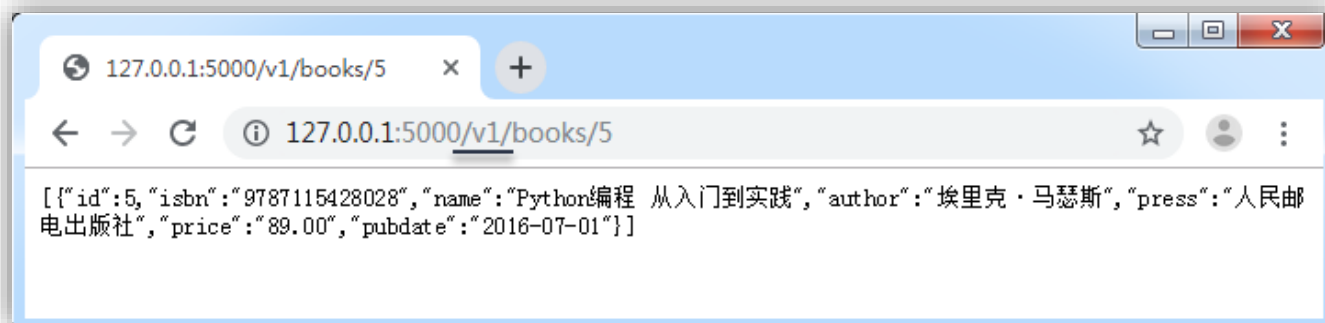 127.0.0.1:5000/v1/books/5
127.0.0.1:5000/v1/books/5
[{"id":5,"isbn":"9787115428028","name":"Python编程 从入门到实践","author":"埃里克·马瑟斯","press":"人民邮
电出版社","price":"89.00","pubdate":"2016-07-01"}]